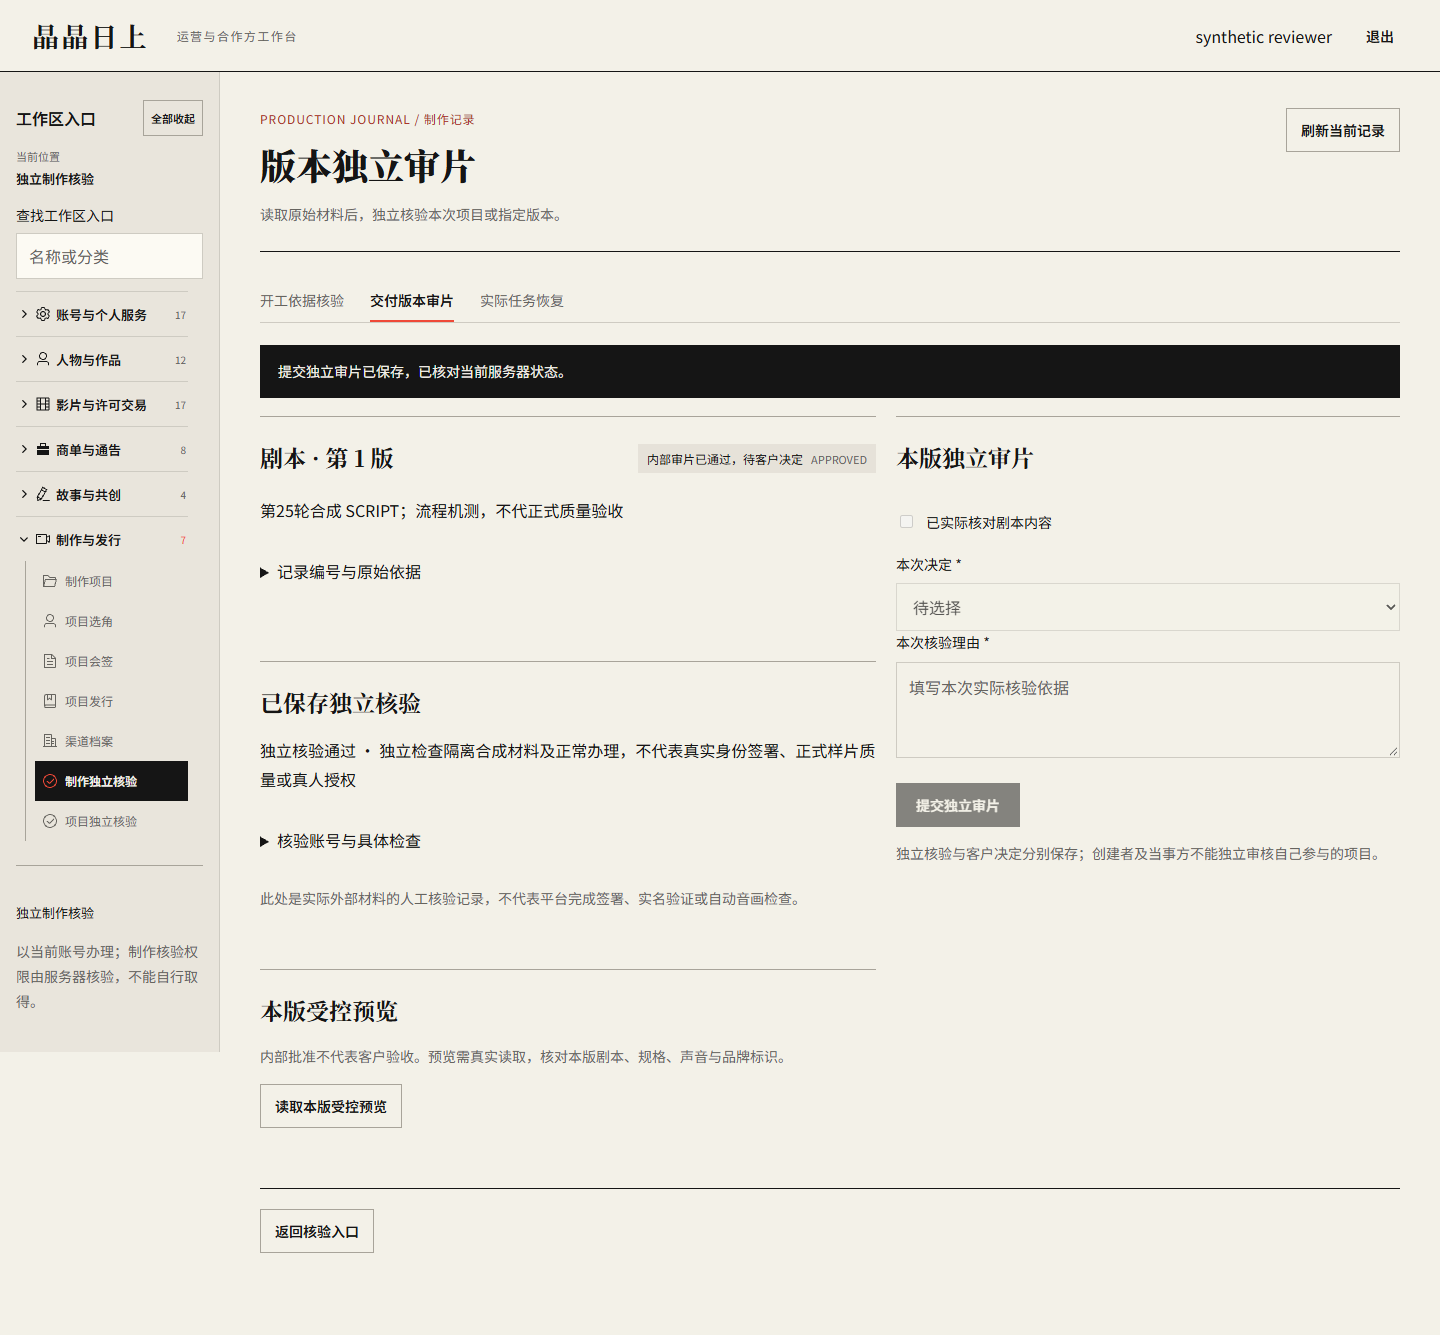 晶晶日上
运营与合作方工作台
synthetic reviewer
退出
工作区入口
全部收起
当前位置
独立制作核验
查找工作区入口
名称或分类
账号与个人服务 17
人物与作品 12
影片与许可交易 17
商单与通告 8
故事与共创 4
制作与发行 7
制作项目
项目选角
项目会签
项目发行
渠道档案
制作独立核验
项目独立核验
独立制作核验
以当前账号办理；制作核验权
限由服务器核验，不能自行取
得。
PRODUCTION JOURNAL / 制作记录
版本独立审片
读取原始材料后，独立核验本次项目或指定版本。
刷新当前记录
开工依据核验
交付版本审片
实际任务恢复
提交独立审片已保存，已核对当前服务器状态。
剧本 · 第 1 版
内部审片已通过，待客户决定 APPROVED
第25轮合成 SCRIPT；流程机测，不代正式质量验收
记录编号与原始依据
已保存独立核验
独立核验通过 · 独立检查隔离合成材料及正常办理，不代表真实身份签署、正式样片质
量或真人授权
核验账号与具体检查
此处是实际外部材料的人工核验记录，不代表平台完成签署、实名验证或自动音画检查。
本版受控预览
内部批准不代表客户验收。预览需真实读取，核对本版剧本、规格、声音与品牌标识。
读取本版受控预览
本版独立审片
已实际核对剧本内容
本次决定 *
待选择
本次核验理由 *
填写本次实际核验依据
提交独立审片
独立核验与客户决定分别保存；创建者及当事方不能独立审核自己参与的项目。
返回核验入口